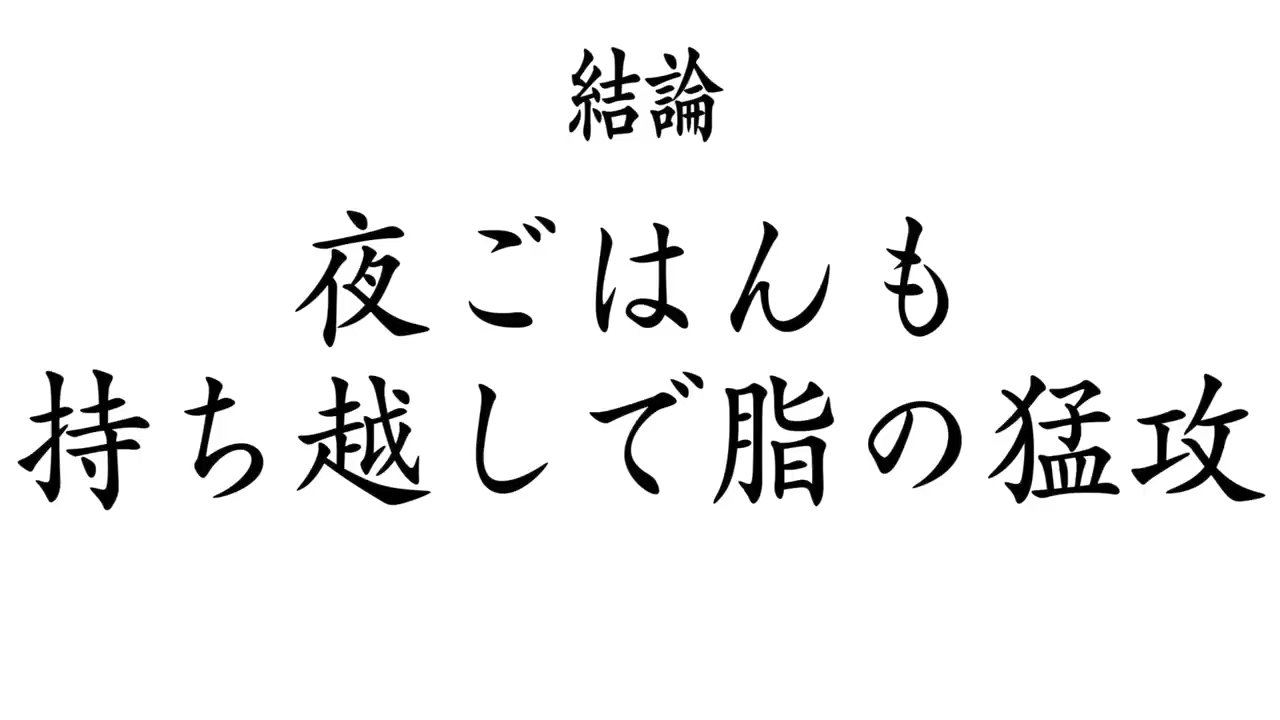 結論
夜ごはんも
持ち越しで脂の猛攻